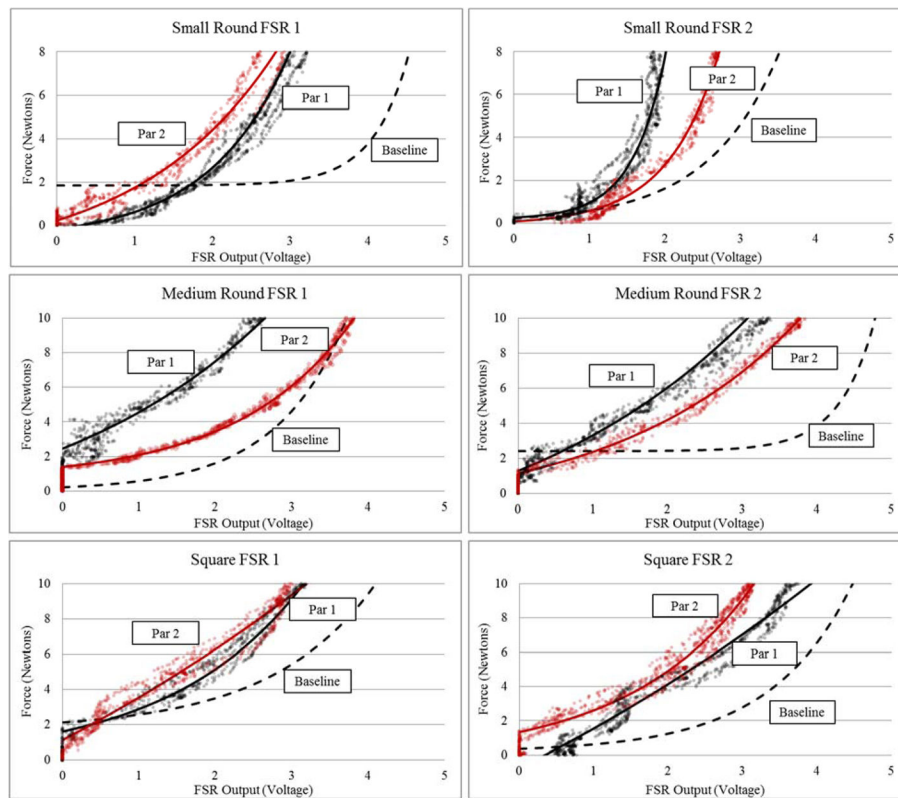 Small Round FSR 1
Force (Newtons)
8
6
4
2
0
Par 2
Par 1
Baseline
0 1 2 3 4 5
FSR Output (Voltage)
Small Round FSR 2
Force (Newtons)
8
6
4
2
0
Par 1
Par 2
Baseline
0 1 2 3 4 5
FSR Output (Voltage)
Medium Round FSR 1
Force (Newtons)
10
8
6
4
2
0
Par 1
Par 2
Baseline
0 1 2 3 4 5
FSR Output (Voltage)
Medium Round FSR 2
Force (Newtons)
10
8
6
4
2
0
Par 1
Par 2
Baseline
0 1 2 3 4 5
FSR Output (Voltage)
Square FSR 1
Force (Newtons)
10
8
6
4
2
0
Par 2
Par 1
Baseline
0 1 2 3 4 5
FSR Output (Voltage)
Square FSR 2
Force (Newtons)
10
8
6
4
2
0
Par 2
Par 1
Baseline
0 1 2 3 4 5
FSR Output (Voltage)